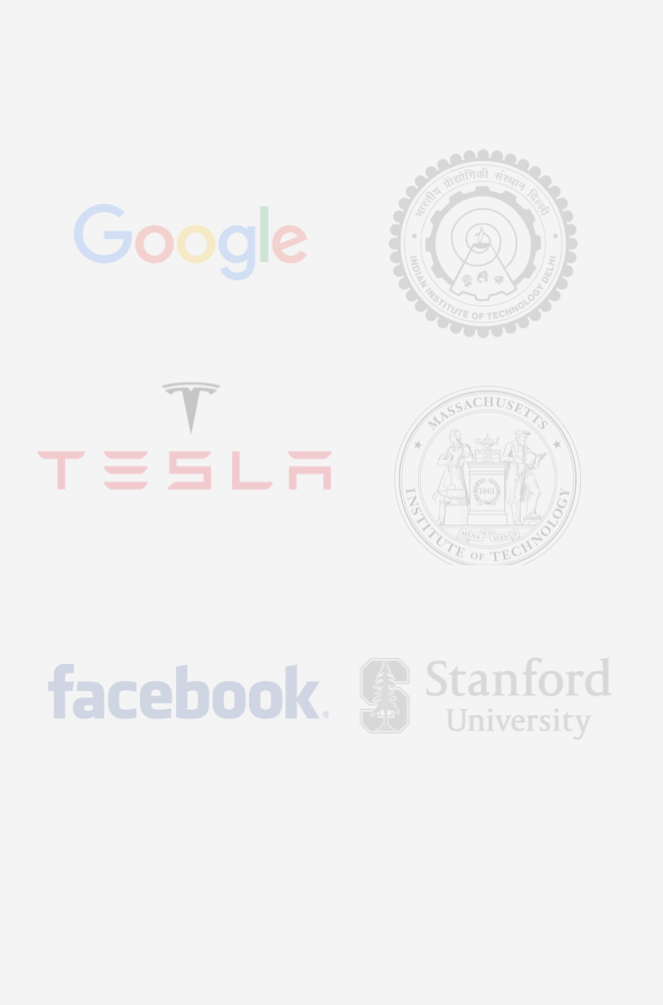 Google
भारतीय प्रौद्योगिकी संस्थान दिल्ली
INDIAN INSTITUTE OF TECHNOLOGY DELHI
TESLA
MASSACHUSETTS
INSTITUTE OF TECHNOLOGY
1861
MENS ET MANUS
facebook®
Stanford
University